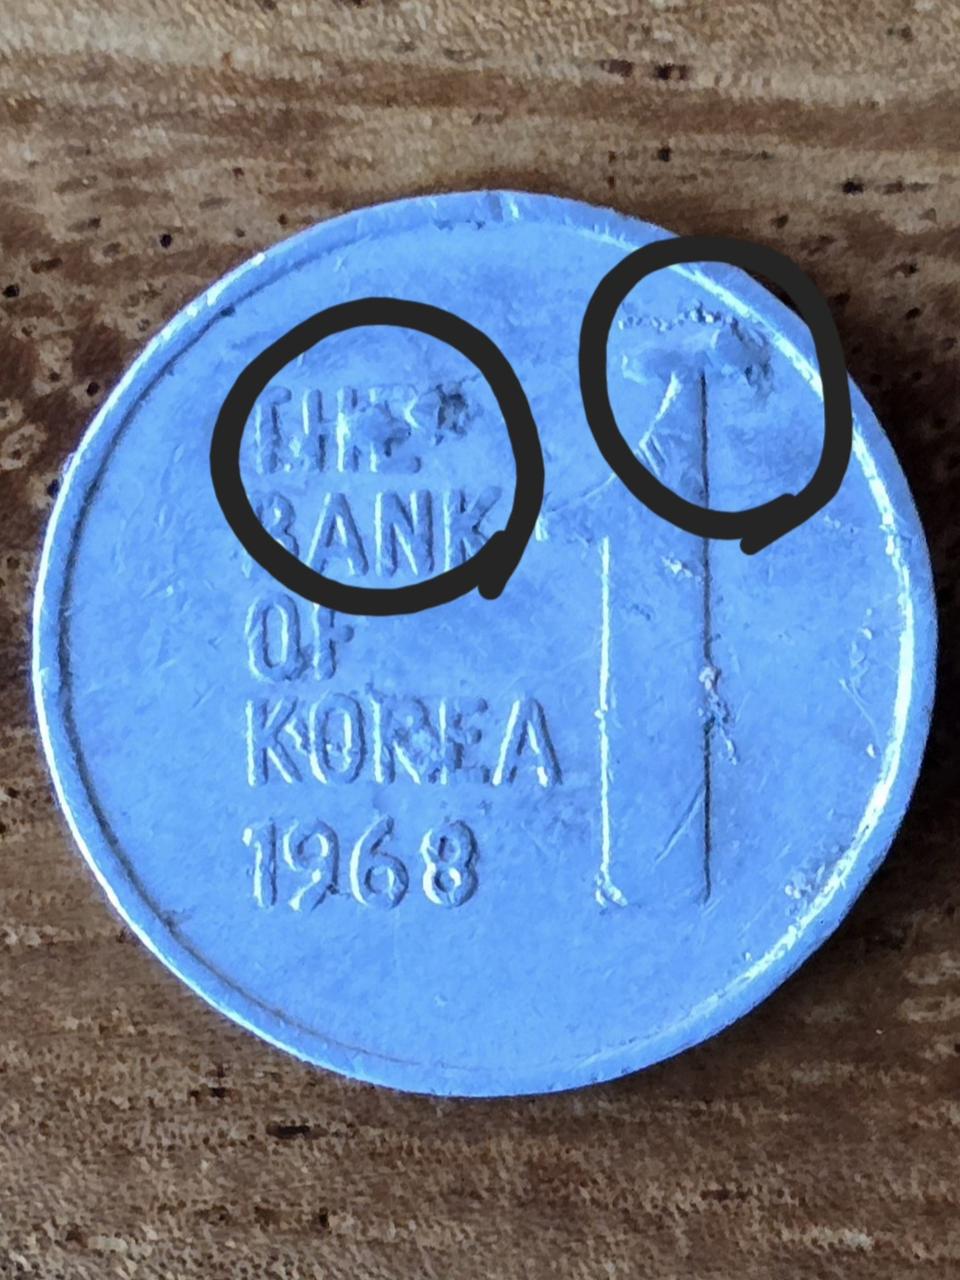 THE
BANK
OF
KOREA
1968
1